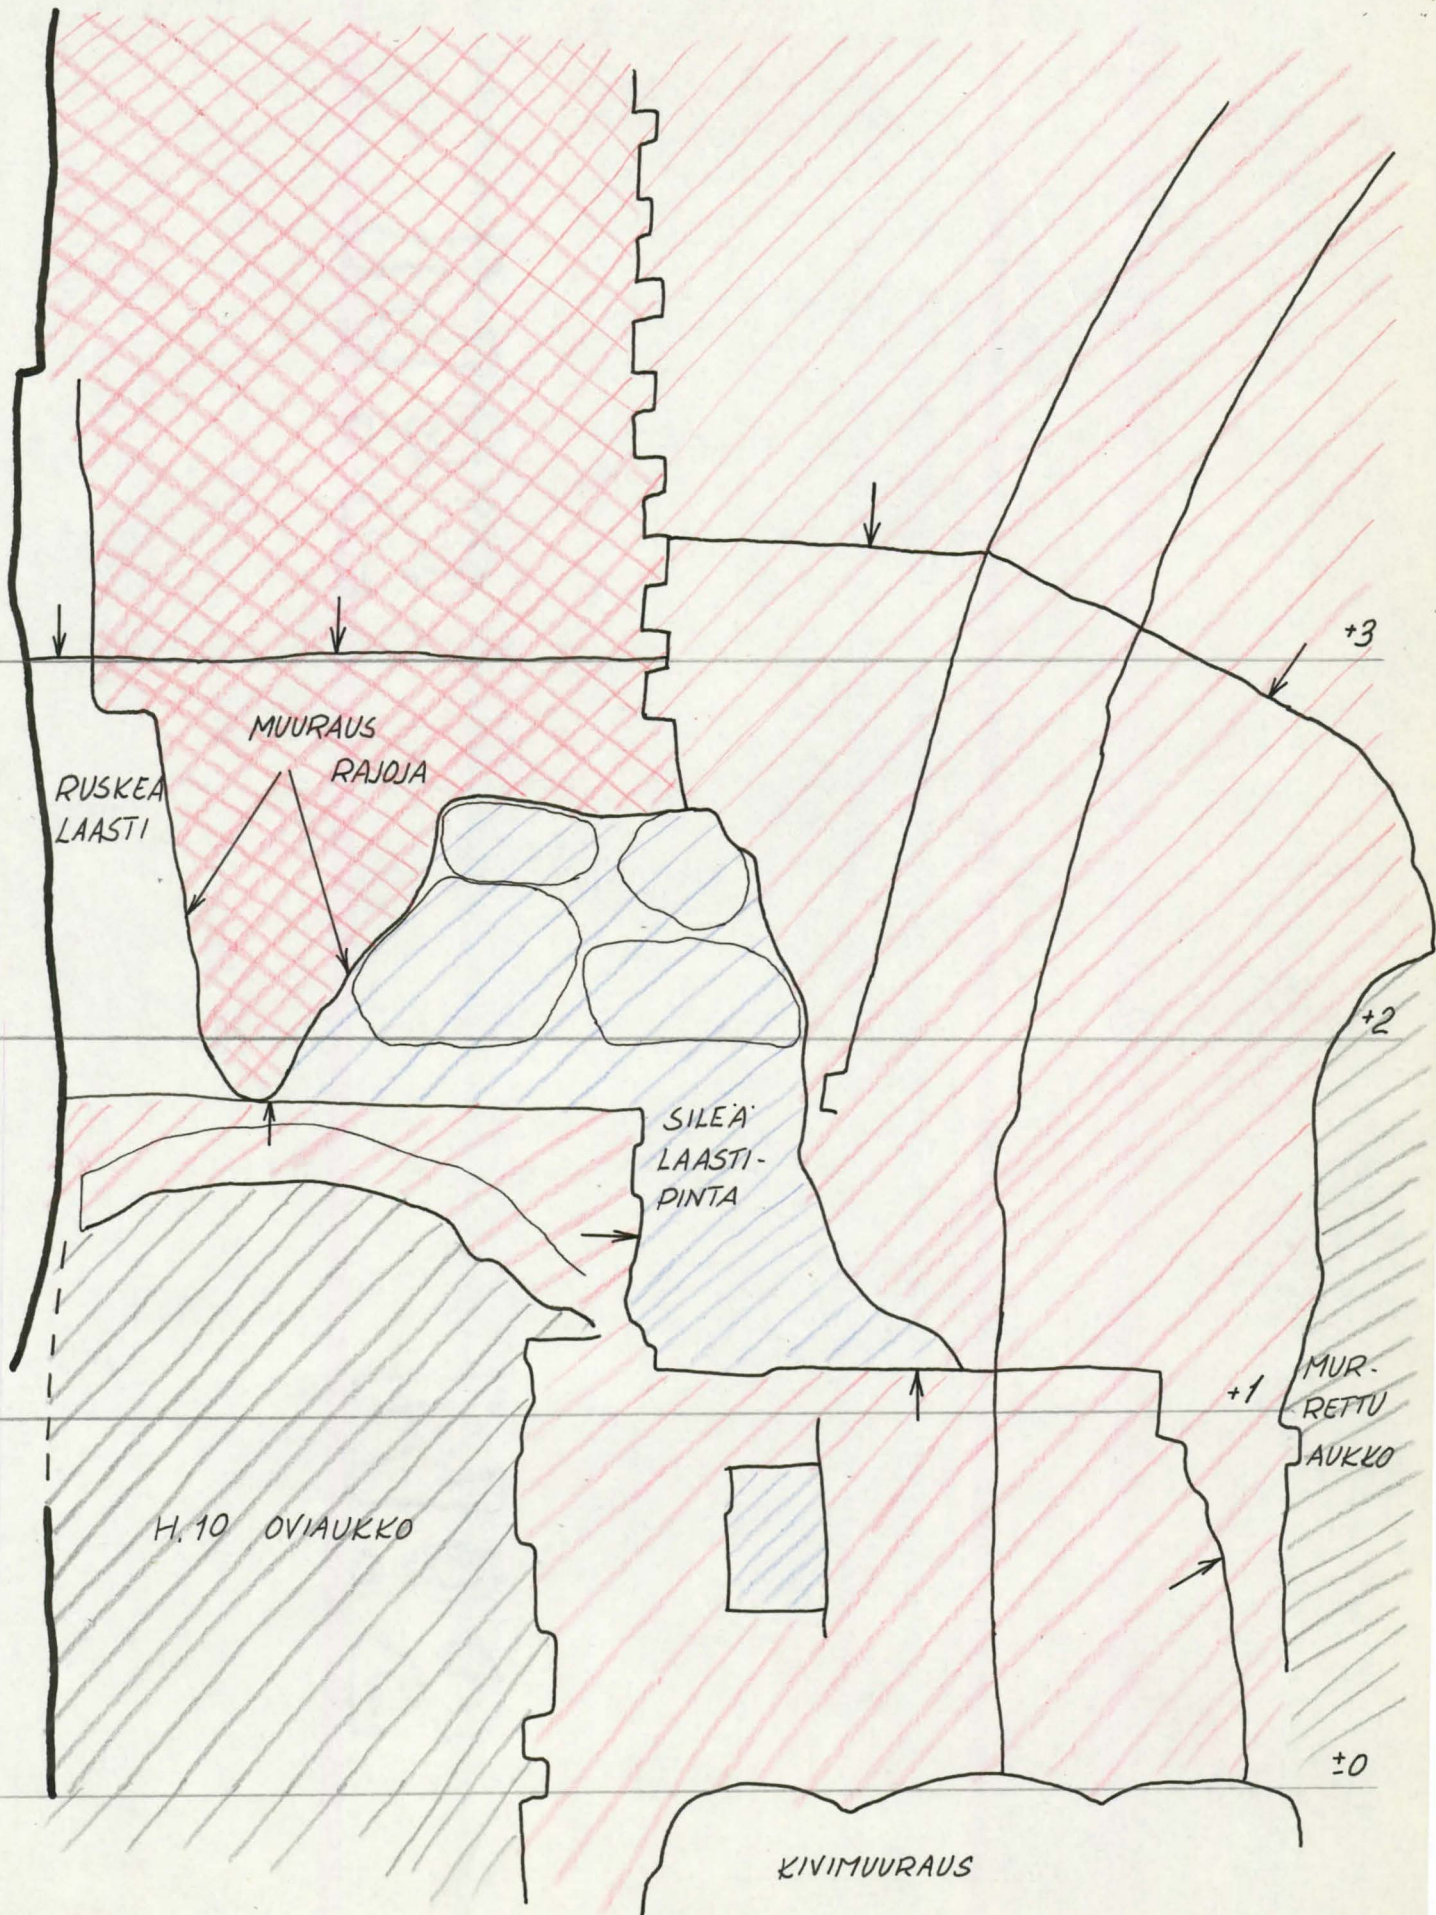 +3
MUURAUS
RAJOJA
RUSKEA
LAASTI
+2
SILEÄ
LAASTI-
PINTA
MUR-
RETTU
AUKKO
+1
H.10 OVIAUKKO
±0
KIVIMUURAUS